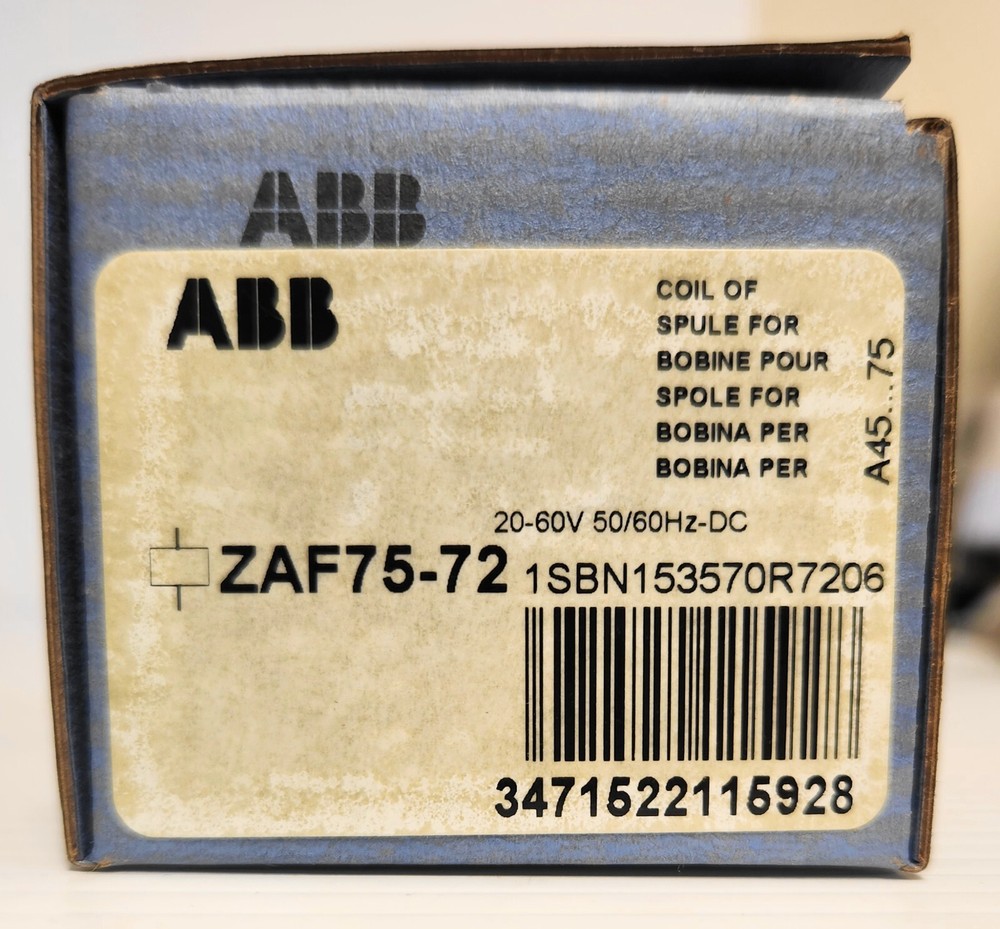 ABB
ABB
COIL OF
SPULE FOR
BOBINE POUR
SPOLE FOR
BOBINA PER
BOBINA PER
A45...75
20-60V 50/60Hz-DC
ZAF75-72
1SBN153570R7206
3471522115928